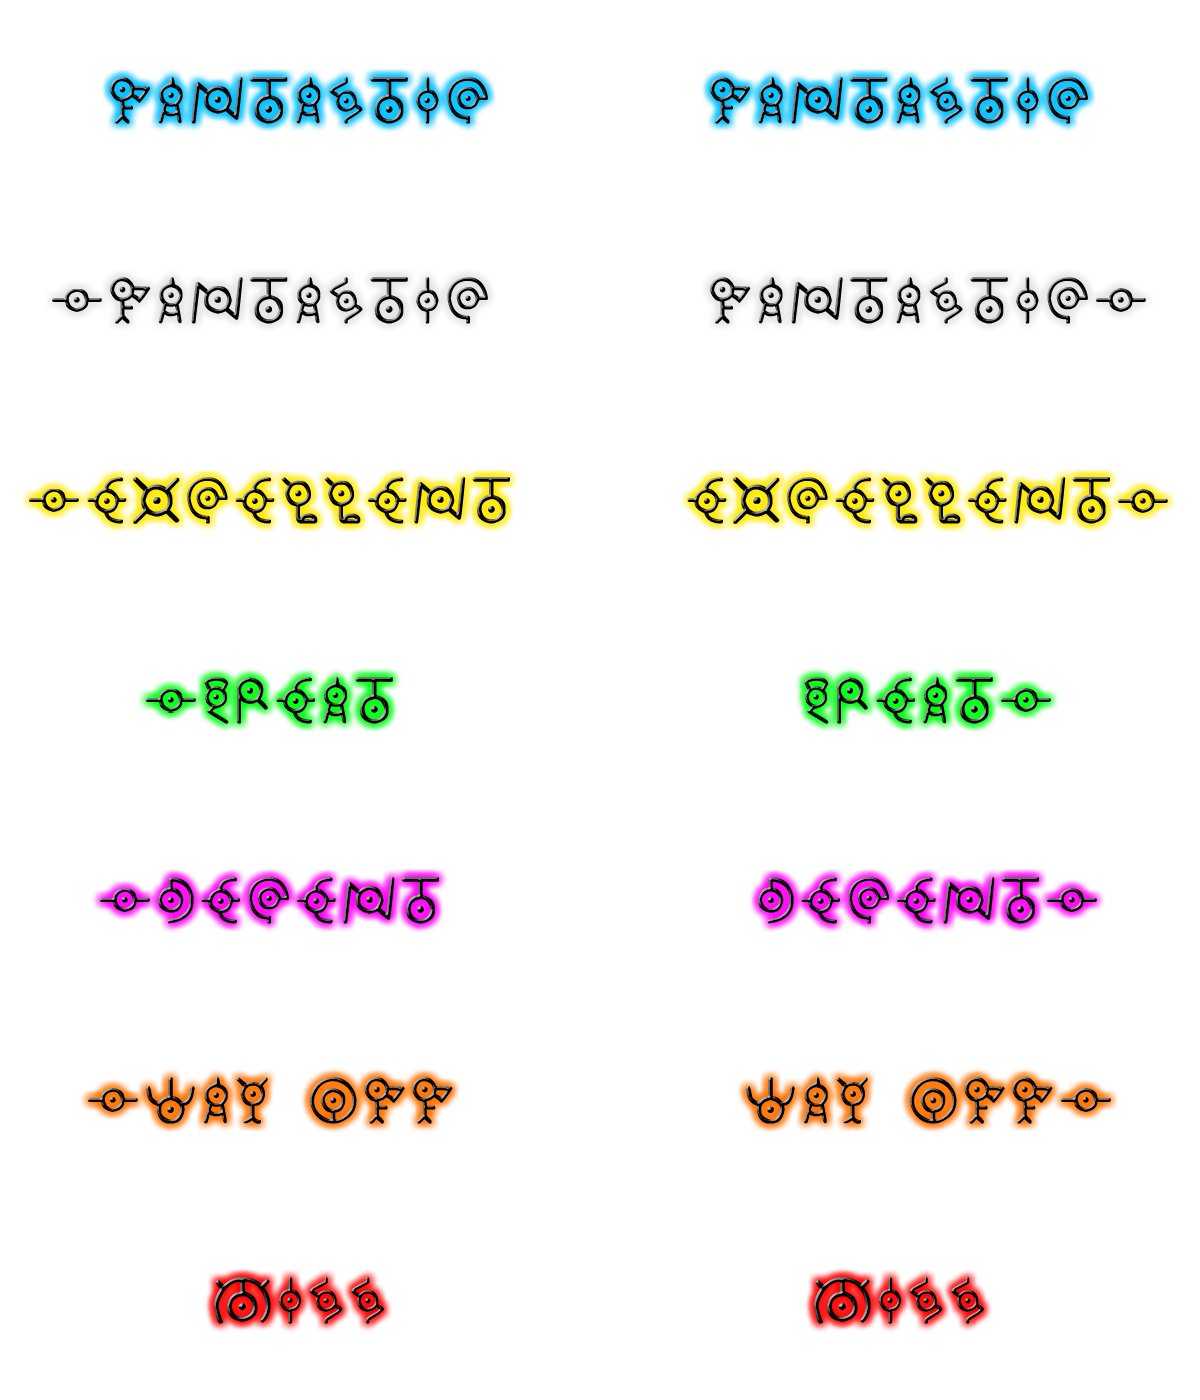 FANTASTIC FANTASTIC
-FANTASTIC FANTASTIC-
-EXCELLENT EXCELLENT-
-GREAT GREAT-
-DECENT DECENT-
-WAY OFF WAY OFF-
MISS MISS